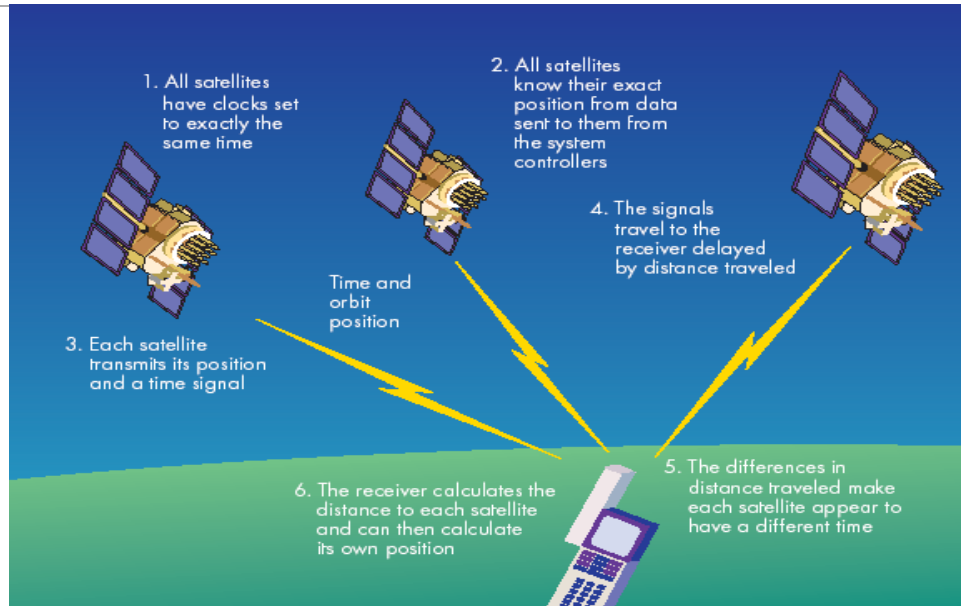 1. All satellites
have clocks set
to exactly the
same time
2. All satellites
know their exact
position from data
sent to them from
the system
controllers
3. Each satellite
transmits its position
and a time signal
Time and
orbit
position
4. The signals
travel to the
receiver delayed
by distance traveled
5. The differences in
distance traveled make
each satellite appear to
have a different time
6. The receiver calculates the
distance to each satellite
and can then calculate
its own position